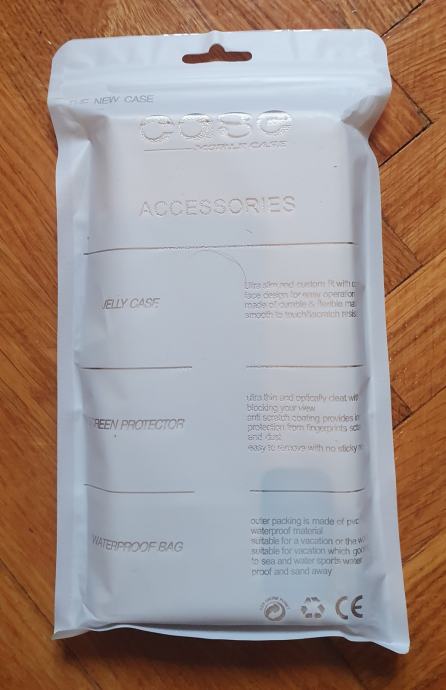 THE NEW CASE
MOBILE CASE
ACCESSORIES
JELLY CASE
Ultra slim and custom fit with
face design for easy operation
made of durable & flexible
smooth to touch/scratch
SCREEN PROTECTOR
ultra thin and optically cleat
blocking your view
anti scratch coating provides
protection from fingerprints
and dust
easy to remove with no sticky
WATERPROOF BAG
outer packing is made of pvc
waterproof material
suitable for a vacation or the
suitable for vacation which
to sea and water sports
proof and sand away
CE